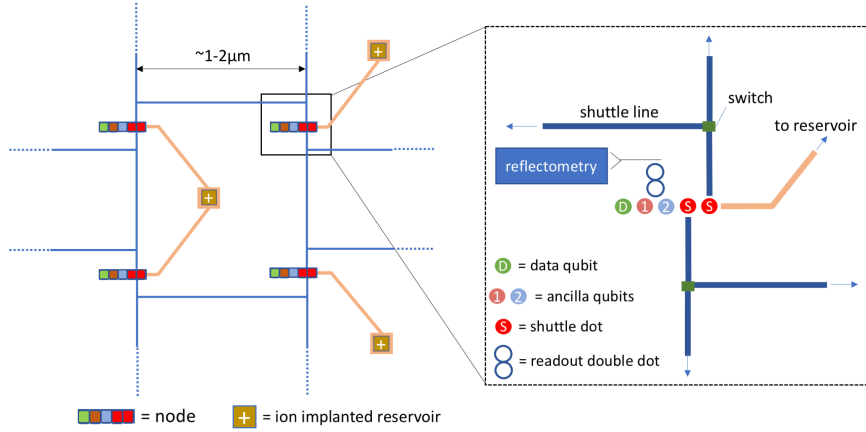 ~1-2μm
+
+
+
= node
+ = ion implanted reservoir
shuttle line
switch
to reservoir
reflectometry
D 1 2 S S
D = data qubit
1 2 = ancilla qubits
S = shuttle dot
= readout double dot